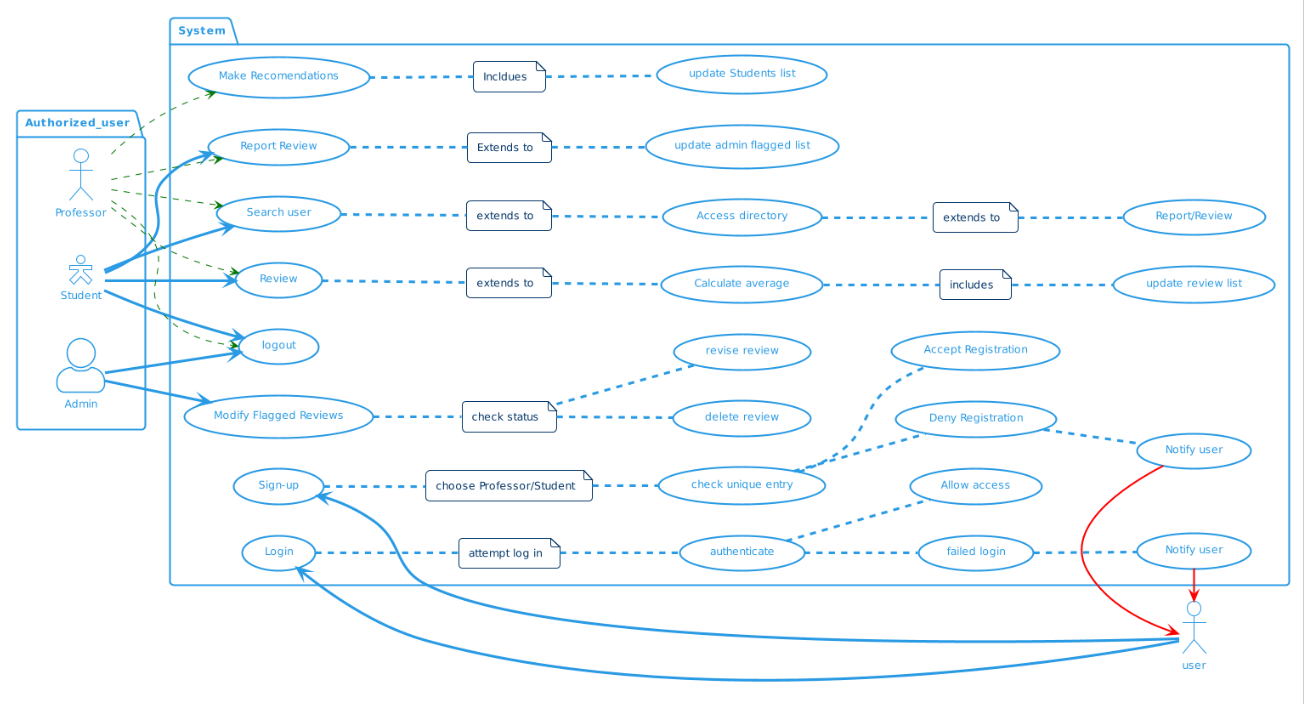 System
Make Recomendations
Incldues
update Students list
Authorized_user
Professor
Report Review
Extends to
update admin flagged list
Search user
extends to
Access directory
extends to
Report/Review
Student
Review
extends to
Calculate average
includes
update review list
logout
revise review
Accept Registration
Admin
Modify Flagged Reviews
check status
delete review
Deny Registration
Notify user
Sign-up
choose Professor/Student
check unique entry
Allow access
Login
attempt log in
authenticate
failed login
Notify user
user